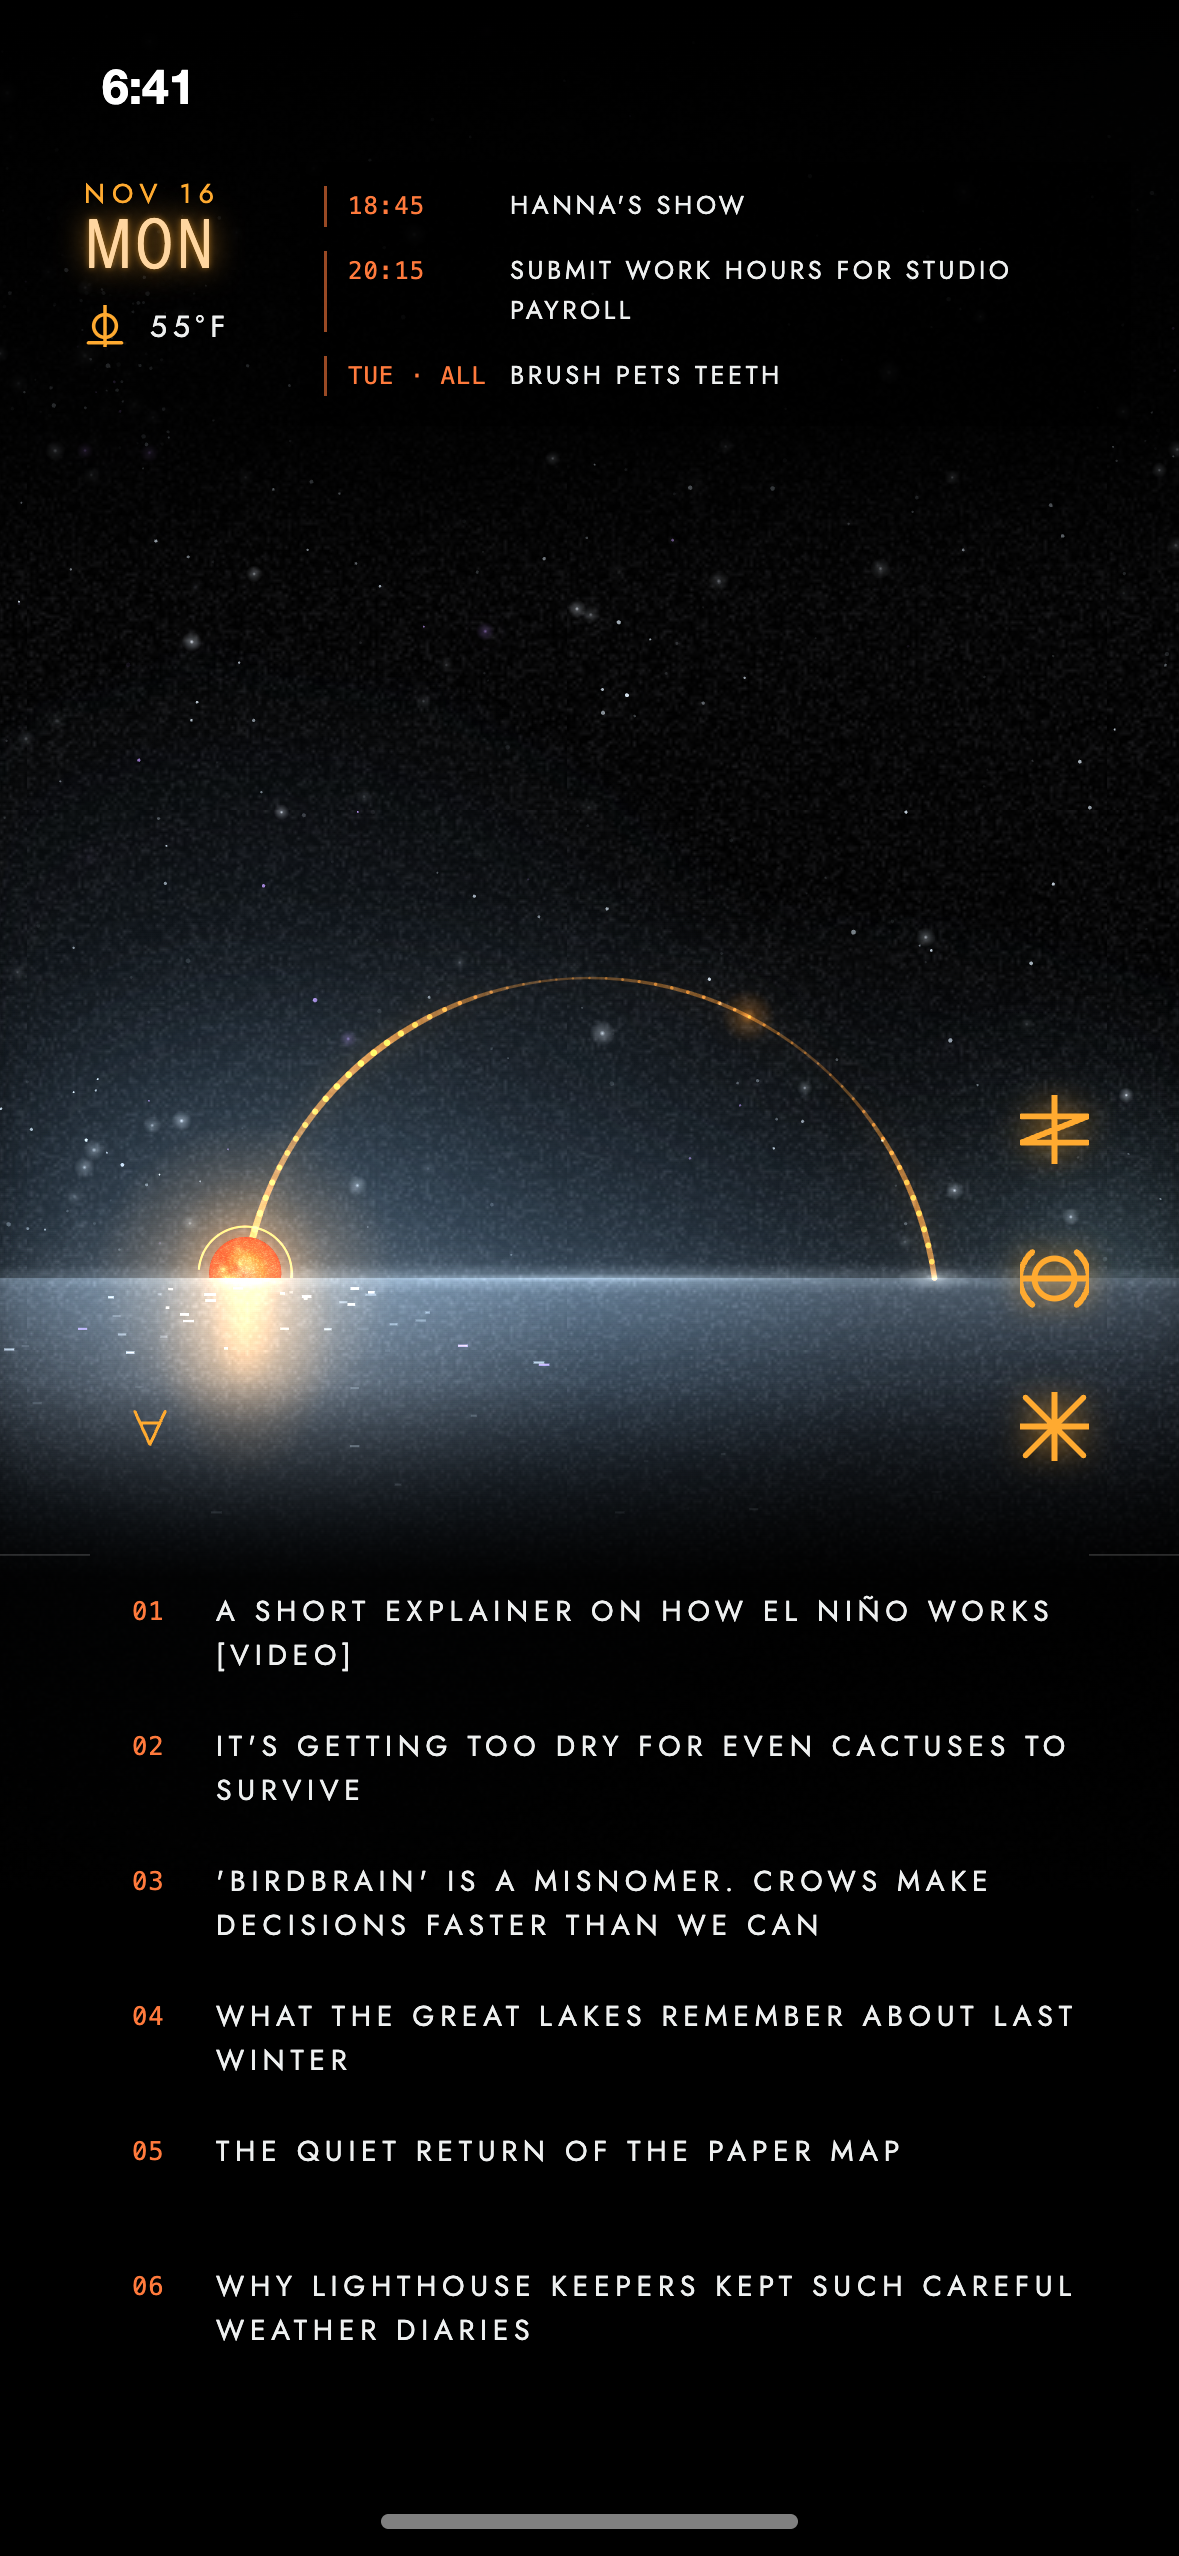 6:41
NOV 16
MON
55°F
18:45 HANNA'S SHOW
20:15 SUBMIT WORK HOURS FOR STUDIO
PAYROLL
TUE · ALL BRUSH PETS TEETH
01 A SHORT EXPLAINER ON HOW EL NIÑO WORKS
[VIDEO]
02 IT'S GETTING TOO DRY FOR EVEN CACTUSES TO
SURVIVE
03 'BIRDBRAIN' IS A MISNOMER. CROWS MAKE
DECISIONS FASTER THAN WE CAN
04 WHAT THE GREAT LAKES REMEMBER ABOUT LAST
WINTER
05 THE QUIET RETURN OF THE PAPER MAP
06 WHY LIGHTHOUSE KEEPERS KEPT SUCH CAREFUL
WEATHER DIARIES